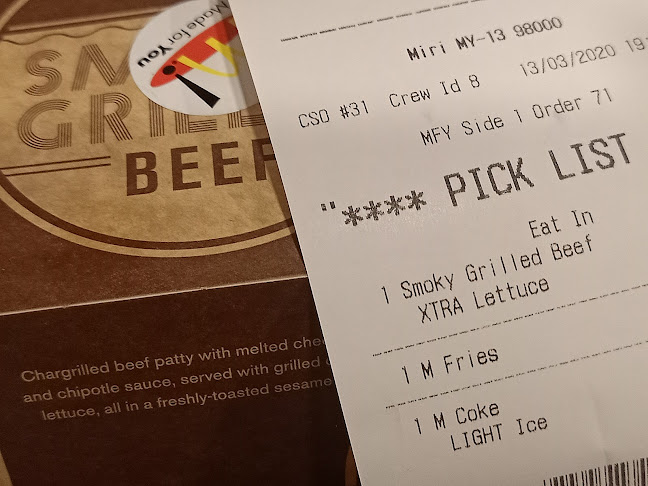 SM
GRILL
BEEF
Made for You
Chargrilled beef patty with melted
and chipotle sauce, served with grilled
lettuce, all in a freshly-toasted sesame
Miri MY-13 98000
CSO #31 Crew Id 8 13/03/2020 19:
MFY Side 1 Order 71
"**** PICK LIST
Eat In
1 Smoky Grilled Beef
XTRA Lettuce
1 M Fries
1 M Coke
LIGHT Ice